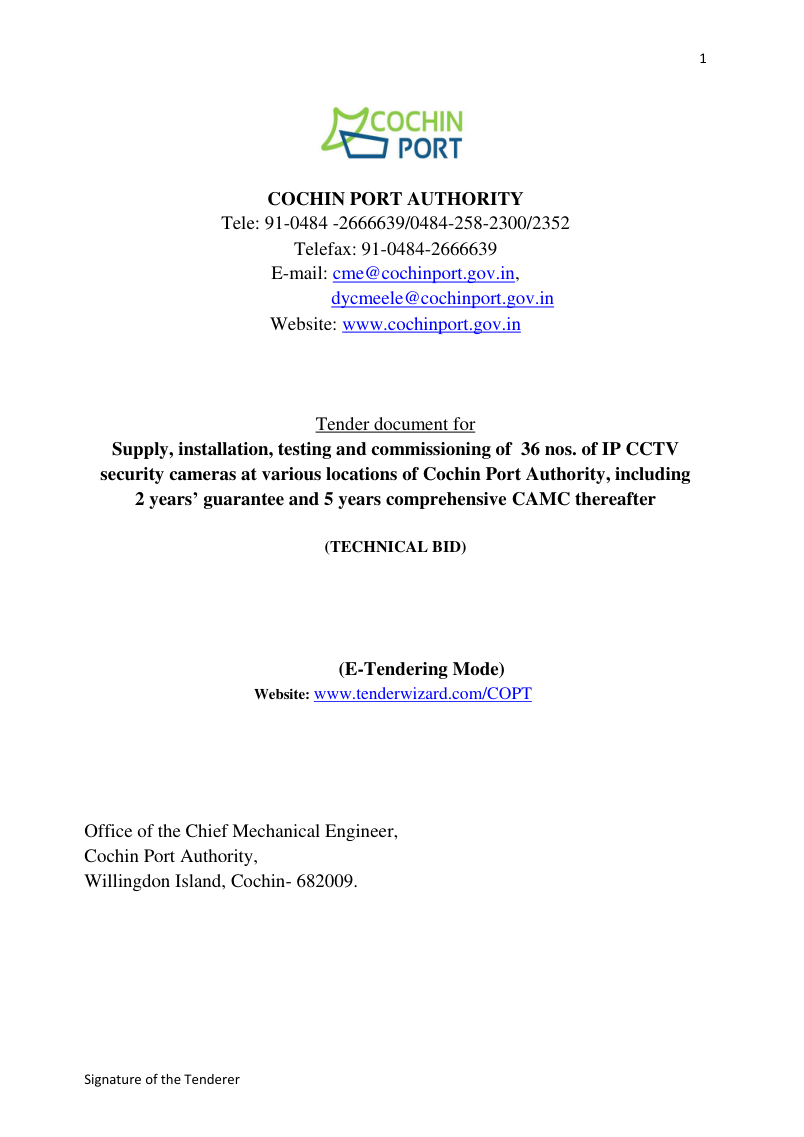 1
COCHIN
PORT
COCHIN PORT AUTHORITY
Tele: 91-0484 -2666639/0484-258-2300/2352
Telefax: 91-0484-2666639
E-mail: cme@cochinport.gov.in,
dycmeele@cochinport.gov.in
Website: www.cochinport.gov.in
Tender document for
Supply, installation, testing and commissioning of  36 nos. of IP CCTV
security cameras at various locations of Cochin Port Authority, including
2 years’ guarantee and 5 years comprehensive CAMC thereafter
(TECHNICAL BID)
(E-Tendering Mode)
Website: www.tenderwizard.com/COPT
Office of the Chief Mechanical Engineer,
Cochin Port Authority,
Willingdon Island, Cochin- 682009.
Signature of the Tenderer